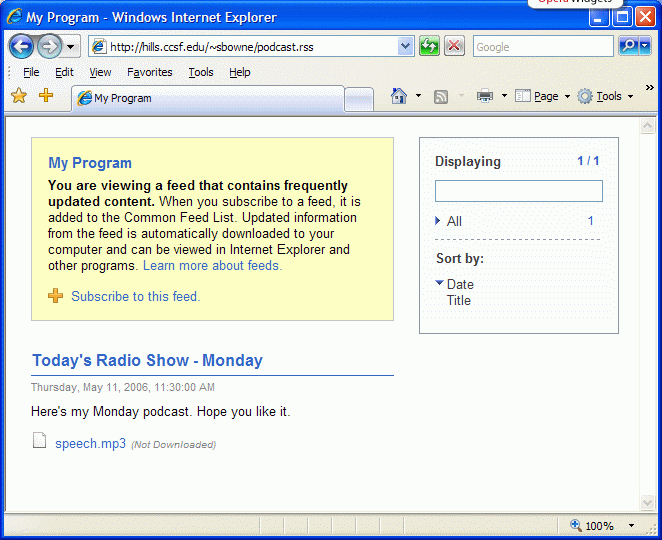 OperaWidgets
My Program - Windows Internet Explorer
http://hills.ccsf.edu/~sbowne/podcast.rss
Google
File Edit View Favorites Tools Help
My Program
Page
Tools
»
My Program
You are viewing a feed that contains frequently
updated content. When you subscribe to a feed, it is
added to the Common Feed List. Updated information
from the feed is automatically downloaded to your
computer and can be viewed in Internet Explorer and
other programs. Learn more about feeds.
Subscribe to this feed.
Displaying 1 / 1
All 1
Sort by:
Date
Title
Today's Radio Show - Monday
Thursday, May 11, 2006, 11:30:00 AM
Here's my Monday podcast. Hope you like it.
speech.mp3 (Not Downloaded)
100%